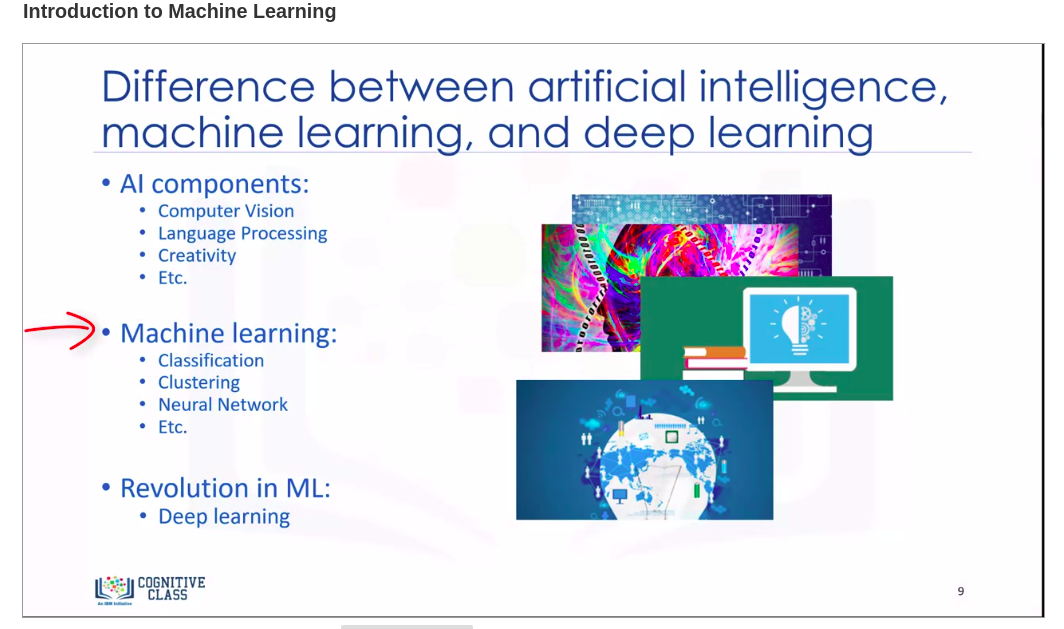 Introduction to Machine Learning
Difference between artificial intelligence,
machine learning, and deep learning
• AI components:
• Computer Vision
• Language Processing
• Creativity
• Etc.
• Machine learning:
• Classification
• Clustering
• Neural Network
• Etc.
• Revolution in ML:
• Deep learning
COGNITIVE
CLASS
An IBM Initiative
9